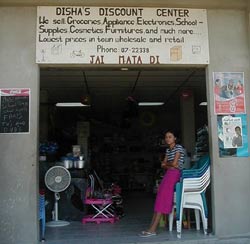 DISHA'S DISCOUNT CENTER
We sell Groceries, Appliance, Electronics, School -
Supplies, Cosmetics, Furnitures, and much more....
Lowest prices in town wholesale and retail
Phone: 07-22338
JAI MATA DI